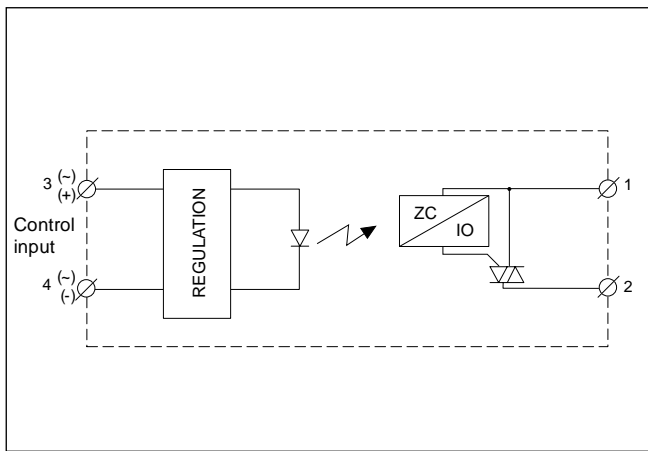 3 (~)
(+)
Control
input
4 (~)
(-)
REGULATION
ZC
IO
1
2